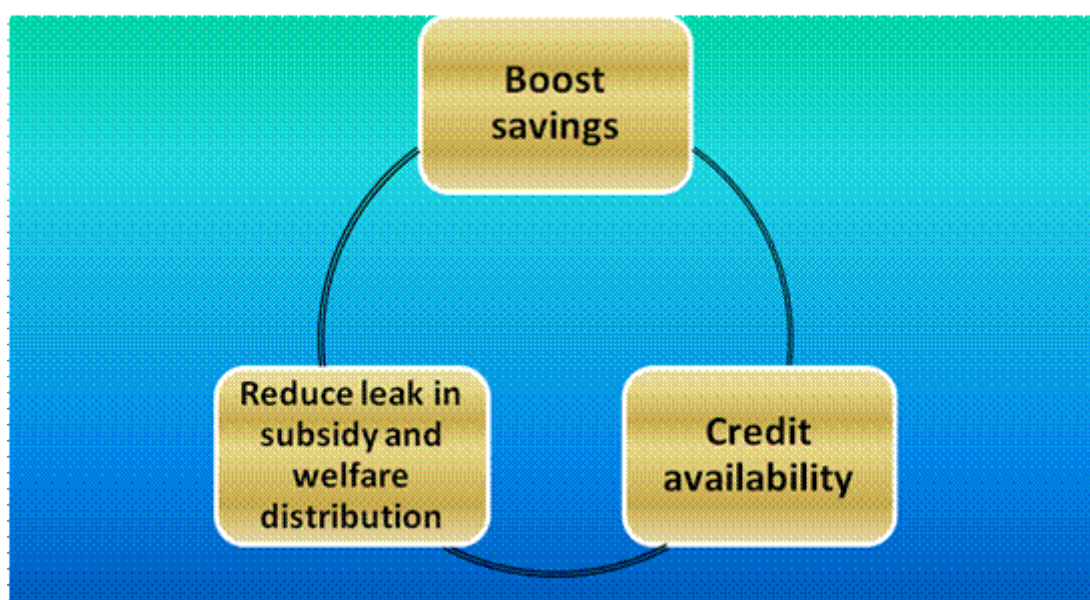 Boost
savings
Reduce leak in
subsidy and
welfare
distribution
Credit
availability